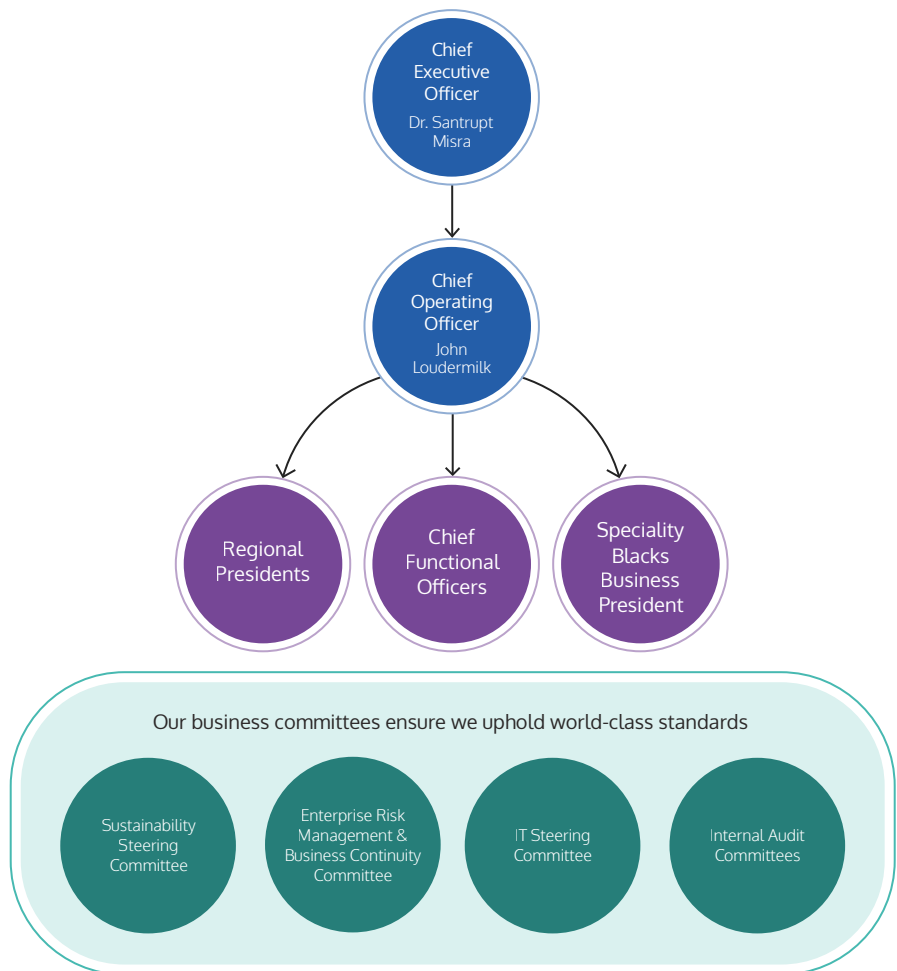 Chief
Executive
Officer
Dr. Santrupt
Misra
Chief
Operating
Officer
John
Loudermilk
Regional
Presidents
Chief
Functional
Officers
Speciality
Blacks
Business
President
Our business committees ensure we uphold world-class standards
Sustainability
Steering
Committee
Enterprise Risk
Management &
Business Continuity
Committee
IT Steering
Committee
Internal Audit
Committees